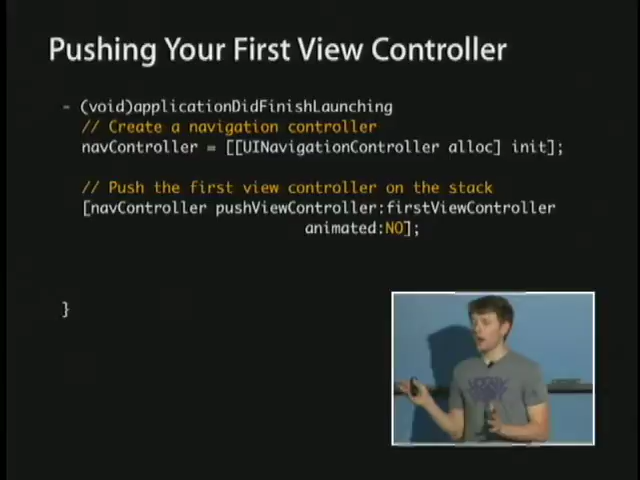 Pushing Your First View Controller
- (void)applicationDidFinishLaunching
// Create a navigation controller
navController = [[UINavigationController alloc] init];
// Push the first view controller on the stack
[navController pushViewController:firstViewController
animated:NO];
}